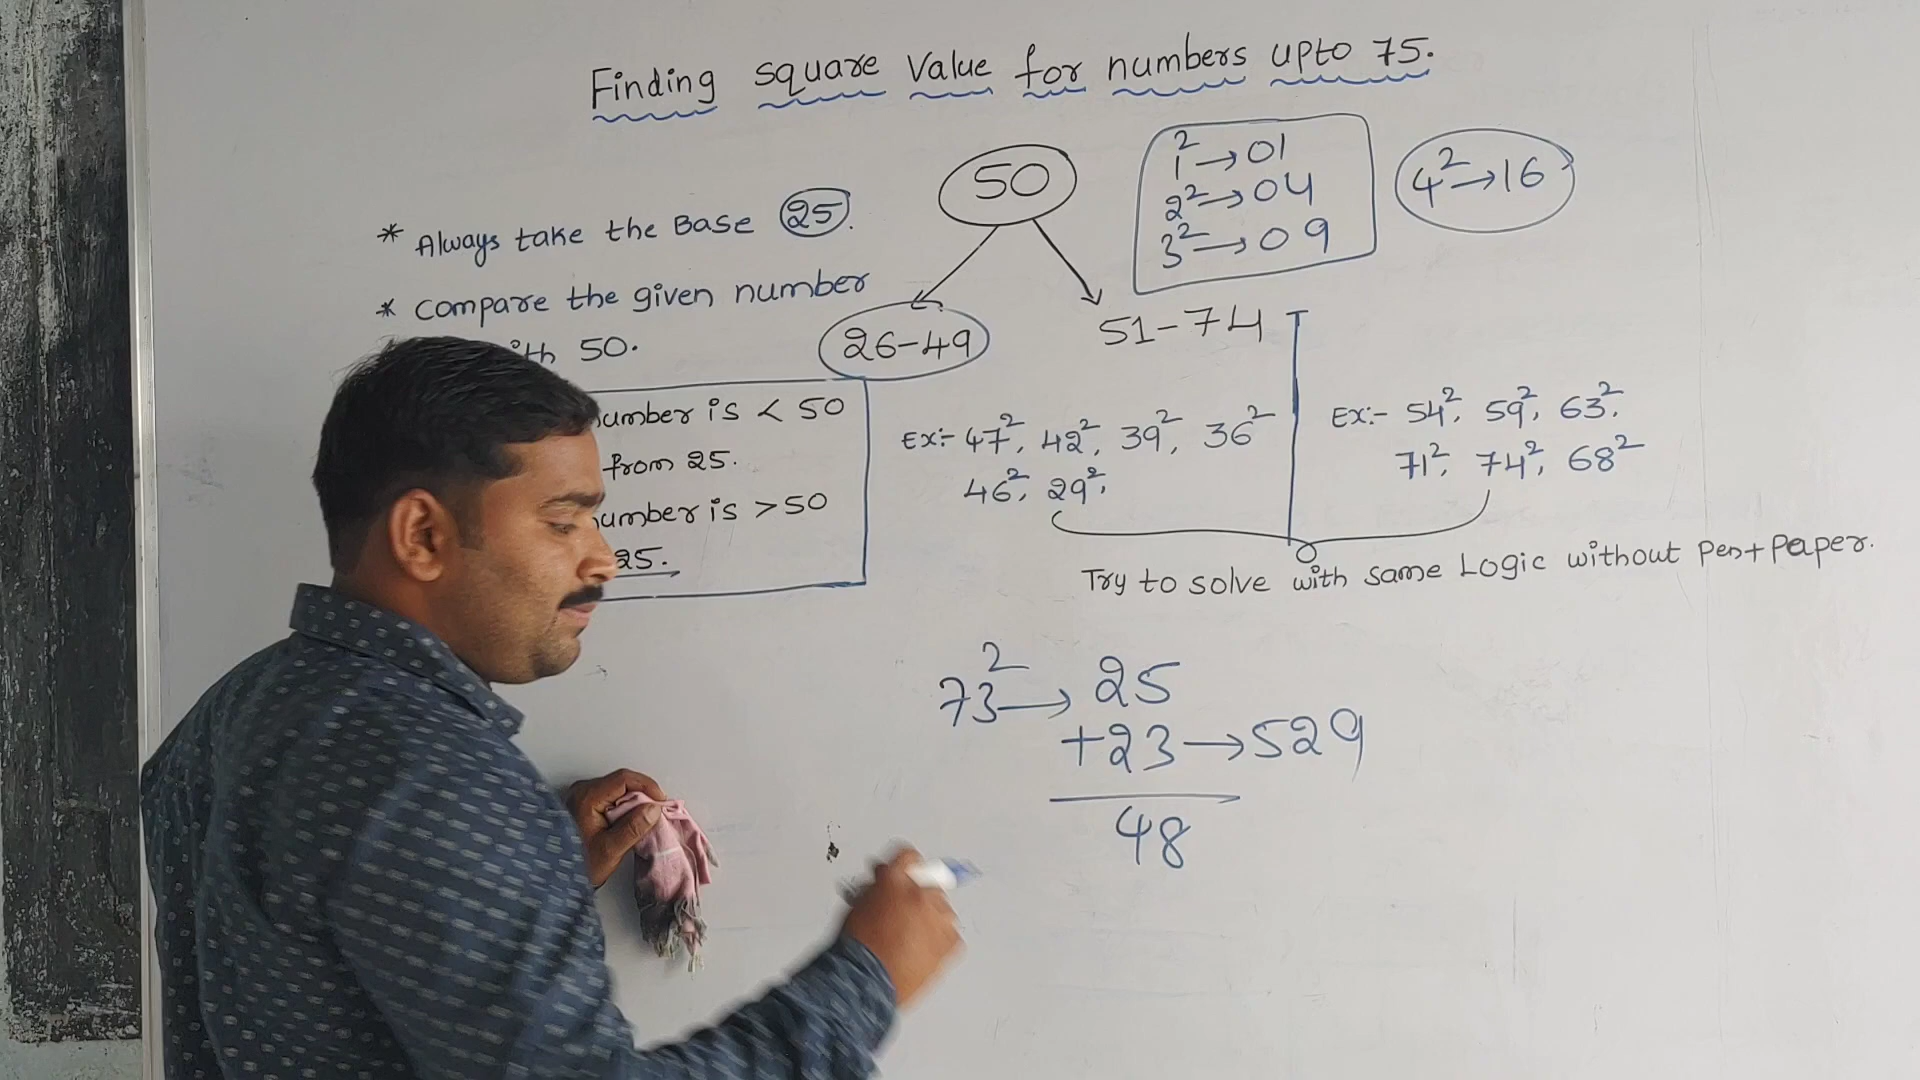 Finding square Value for numbers upto 75.
* Always take the Base 25.
* Compare the given number
50.
umber is < 50
from 25.
umber is > 50
25.
50
26-49
51-74
1² → 01
2² → 04
3² → 09
4² → 16
Ex:- 47², 42², 39², 36²
46², 29²,
Ex:- 54², 59², 63²,
71², 74², 68²
Try to solve with same Logic without Pen+Paper.
73² → 25
+23 → 529
48